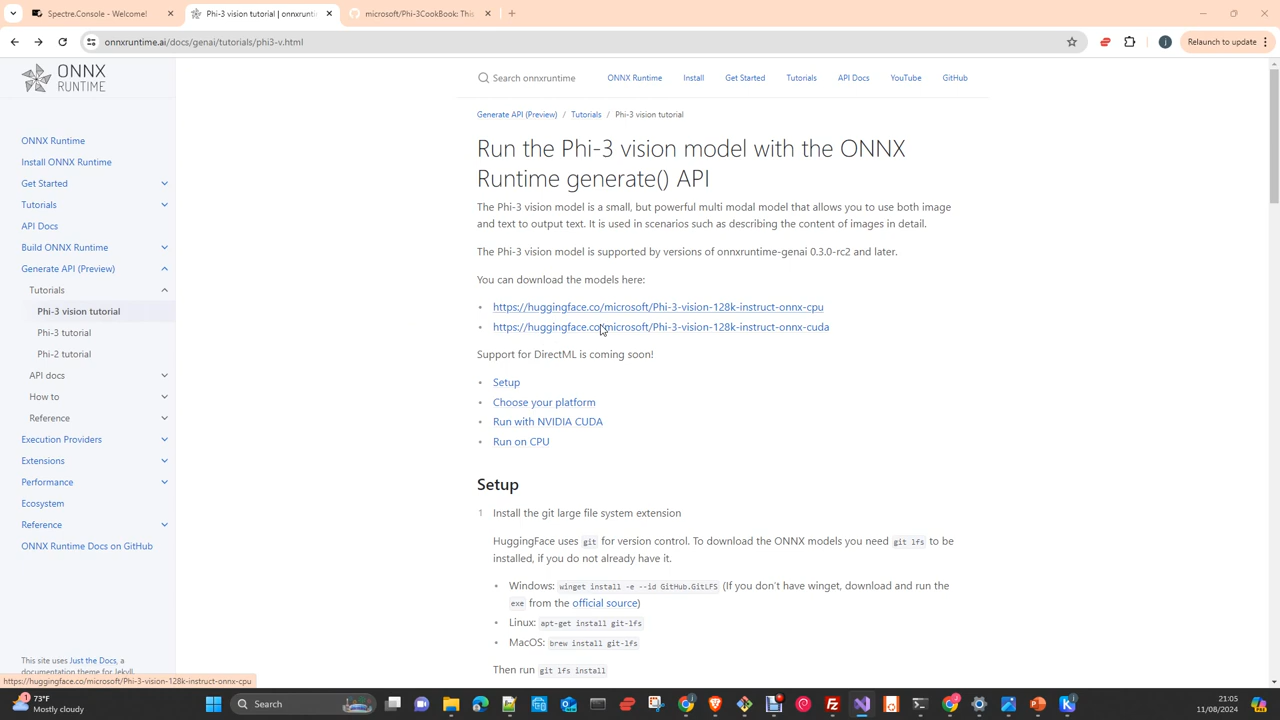 Spectre.Console - Welcome!
Phi-3 vision tutorial | onnxrunti
microsoft/Phi-3CookBook: This
onnxruntime.ai/docs/genai/tutorials/phi3-v.html
Relaunch to update
ONNX
RUNTIME
Search onnxruntime
ONNX Runtime
Install
Get Started
Tutorials
API Docs
YouTube
GitHub
ONNX Runtime
Install ONNX Runtime
Get Started
Tutorials
API Docs
Build ONNX Runtime
Generate API (Preview)
Tutorials
Phi-3 vision tutorial
Phi-3 tutorial
Phi-2 tutorial
API docs
How to
Reference
Execution Providers
Extensions
Performance
Ecosystem
Reference
ONNX Runtime Docs on GitHub
This site uses Just the Docs, a
documentation theme for Jekyll.
Generate API (Preview) / Tutorials / Phi-3 vision tutorial
Run the Phi-3 vision model with the ONNX
Runtime generate() API
The Phi-3 vision model is a small, but powerful multi modal model that allows you to use both image
and text to output text. It is used in scenarios such as describing the content of images in detail.
The Phi-3 vision model is supported by versions of onnxruntime-genai 0.3.0-rc2 and later.
You can download the models here:
• https://huggingface.co/microsoft/Phi-3-vision-128k-instruct-onnx-cpu
• https://huggingface.co/microsoft/Phi-3-vision-128k-instruct-onnx-cuda
Support for DirectML is coming soon!
• Setup
• Choose your platform
• Run with NVIDIA CUDA
• Run on CPU
Setup
1 Install the git large file system extension
HuggingFace uses git for version control. To download the ONNX models you need git lfs to be
installed, if you do not already have it.
• Windows: winget install -e --id GitHub.GitLFS (If you don't have winget, download and run the
exe from the official source)
• Linux: apt-get install git-lfs
• MacOS: brew install git-lfs
Then run git lfs install
https://huggingface.co/microsoft/Phi-3-vision-128k-instruct-onnx-cpu
73°F
Mostly cloudy
Search
21:05
11/08/2024